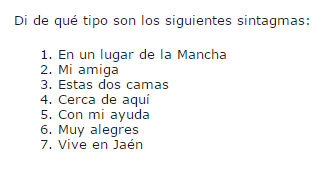 Di de qué tipo son los siguientes sintagmas:
1. En un lugar de la Mancha
2. Mi amiga
3. Estas dos camas
4. Cerca de aquí
5. Con mi ayuda
6. Muy alegres
7. Vive en Jaén